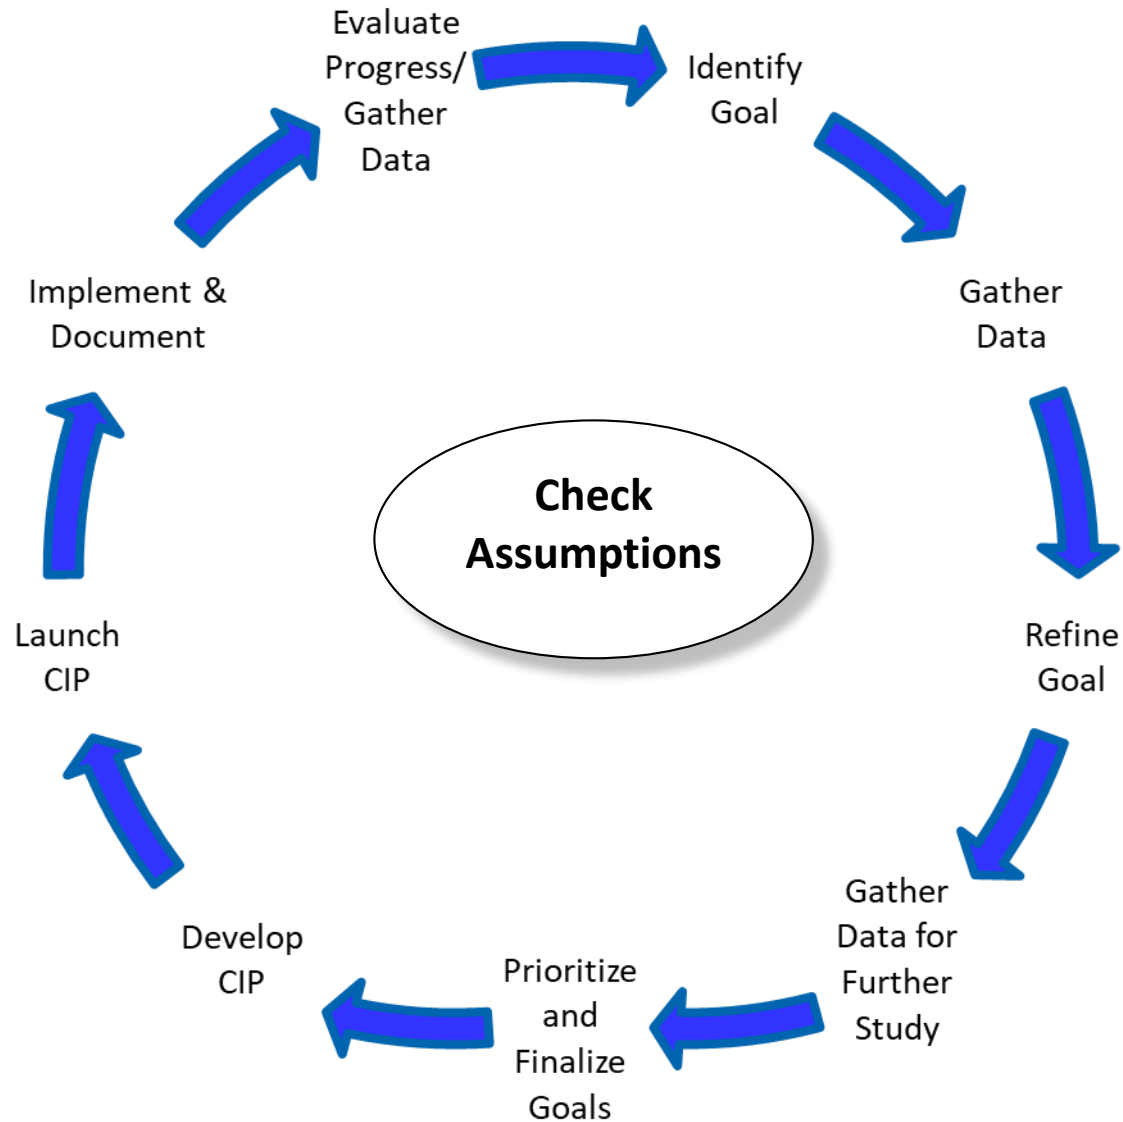 Evaluate
Progress/
Gather
Data
Identify
Goal
Gather
Data
Refine
Goal
Gather
Data for
Further
Study
Prioritize
and
Finalize
Goals
Develop
CIP
Launch
CIP
Implement &
Document
Check
Assumptions